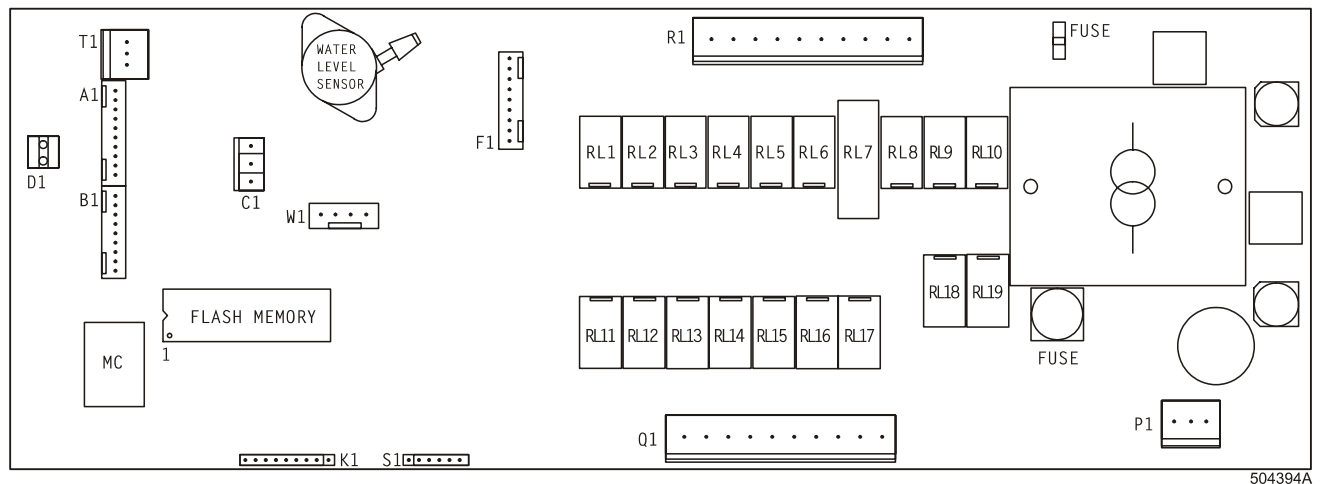 T1
WATER
LEVEL
SENSOR
R1
FUSE
A1
F1
RL1 RL2 RL3 RL4 RL5 RL6 RL7 RL8 RL9 RL10
D1
B1
C1
W1
RL18 RL19
FLASH MEMORY
1
MC
RL11 RL12 RL13 RL14 RL15 RL16 RL17
FUSE
P1
Q1
K1
S1
504394A